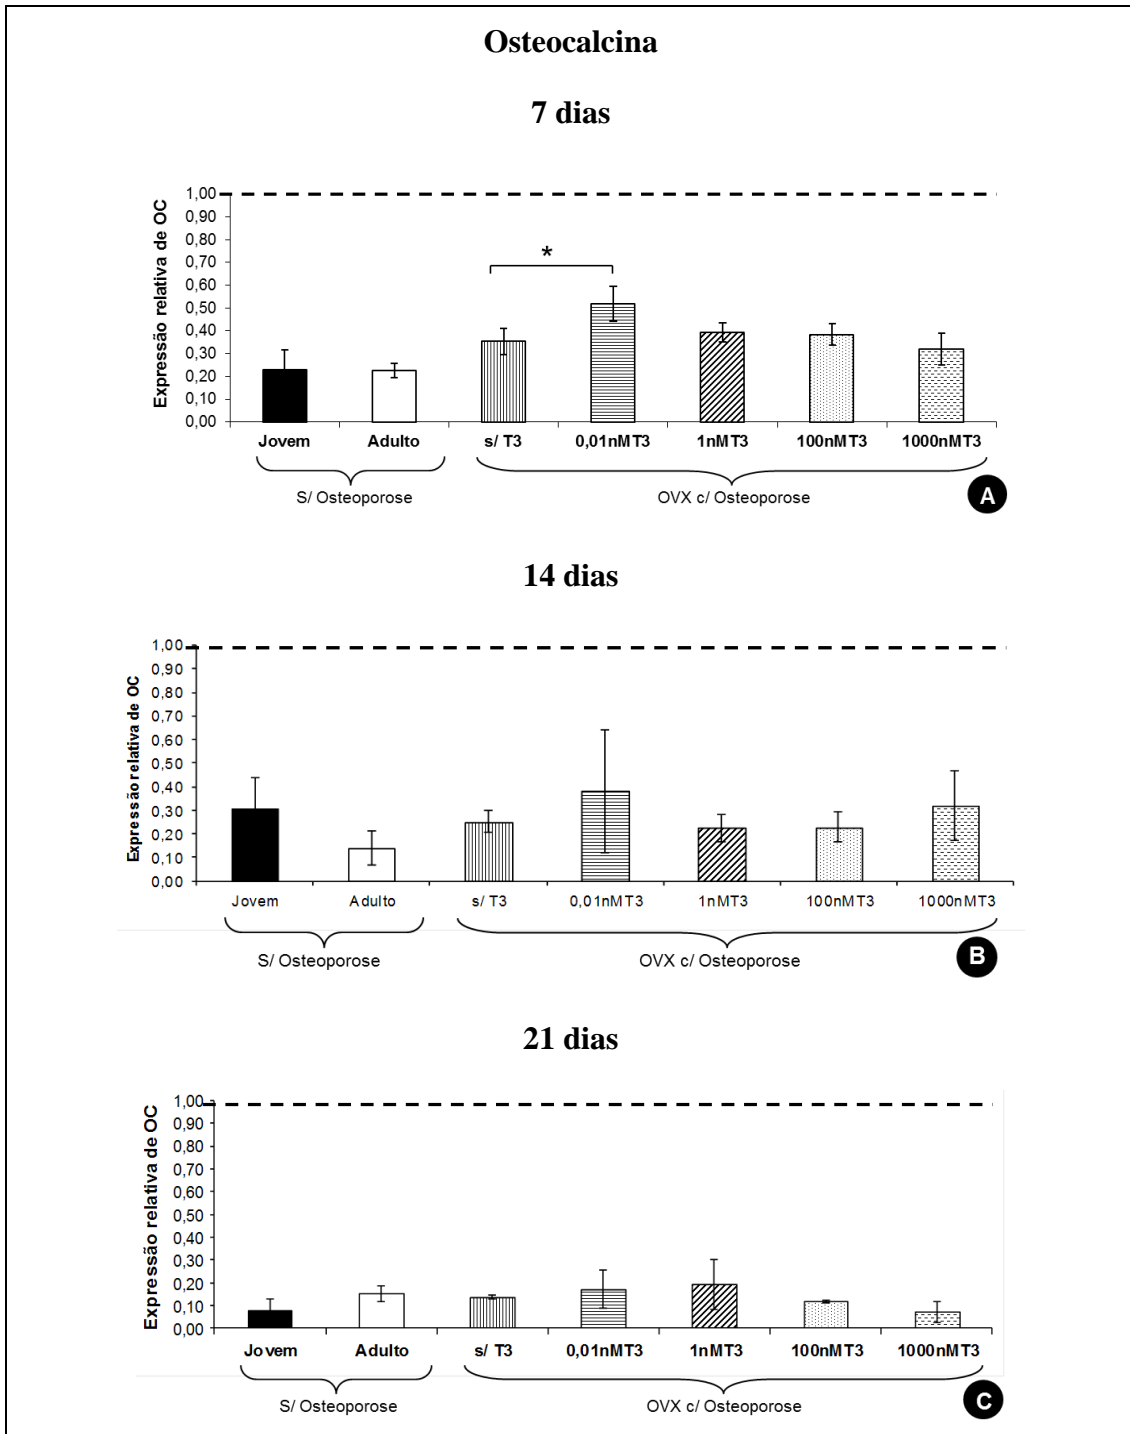 Osteocalcina
7 dias
Expressão relativa de OC
1,00
0,90
0,80
0,70
0,60
0,50
0,40
0,30
0,20
0,10
0,00
*
Jovem Adulto s/ T3 0,01nMT3 1nMT3 100nMT3 1000nMT3
S/ Osteoporose OVX c/ Osteoporose
A
14 dias
Expressão relativa de OC
1,00
0,90
0,80
0,70
0,60
0,50
0,40
0,30
0,20
0,10
0,00
Jovem Adulto s/ T3 0,01nMT3 1nMT3 100nMT3 1000nMT3
S/ Osteoporose OVX c/ Osteoporose
B
21 dias
Expressão relativa de OC
1,00
0,90
0,80
0,70
0,60
0,50
0,40
0,30
0,20
0,10
0,00
Jovem Adulto s/ T3 0,01nMT3 1nMT3 100nMT3 1000nMT3
S/ Osteoporose OVX c/ Osteoporose
C